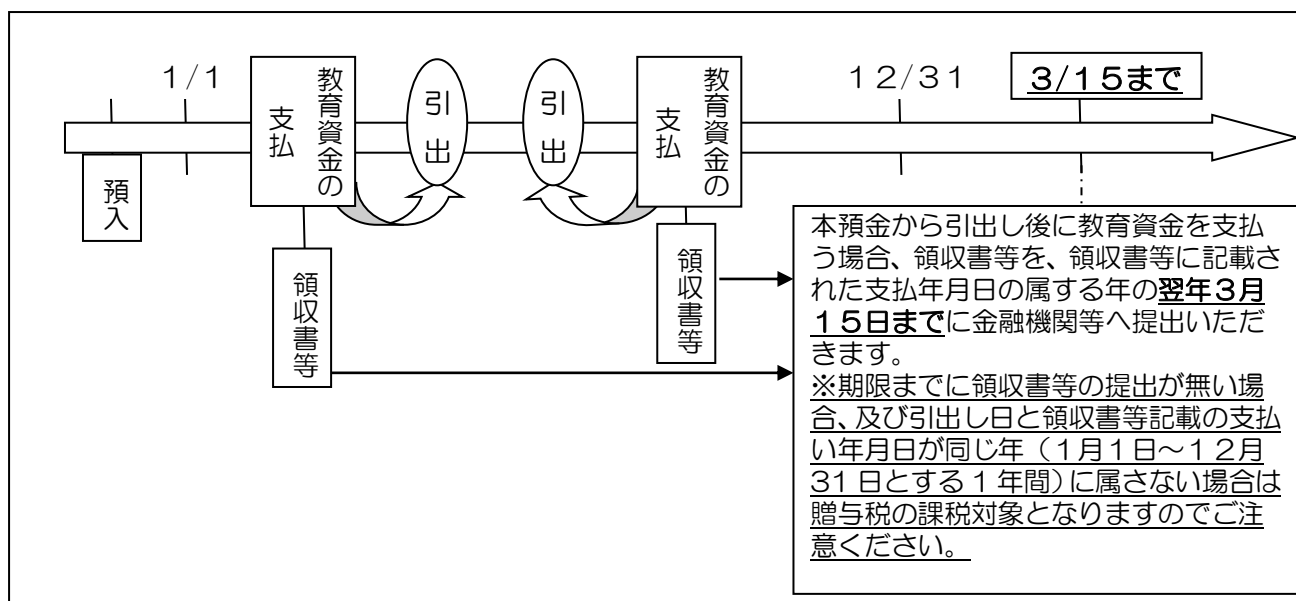 1/1
12/31
3/15まで
教育資金の
支払
引出
引出
教育資金の
支払
預入
領収書等
領収書等
本預金から引出し後に教育資金を支払
う場合、領収書等を、領収書等に記載さ
れた支払年月日の属する年の翌年3月
15日までに金融機関等へ提出いただ
きます。
※期限までに領収書等の提出が無い場
合、及び引出し日と領収書等記載の支払
い年月日が同じ年（1月1日～12月
31日とする1年間）に属さない場合は
贈与税の課税対象となりますのでご注
意ください。